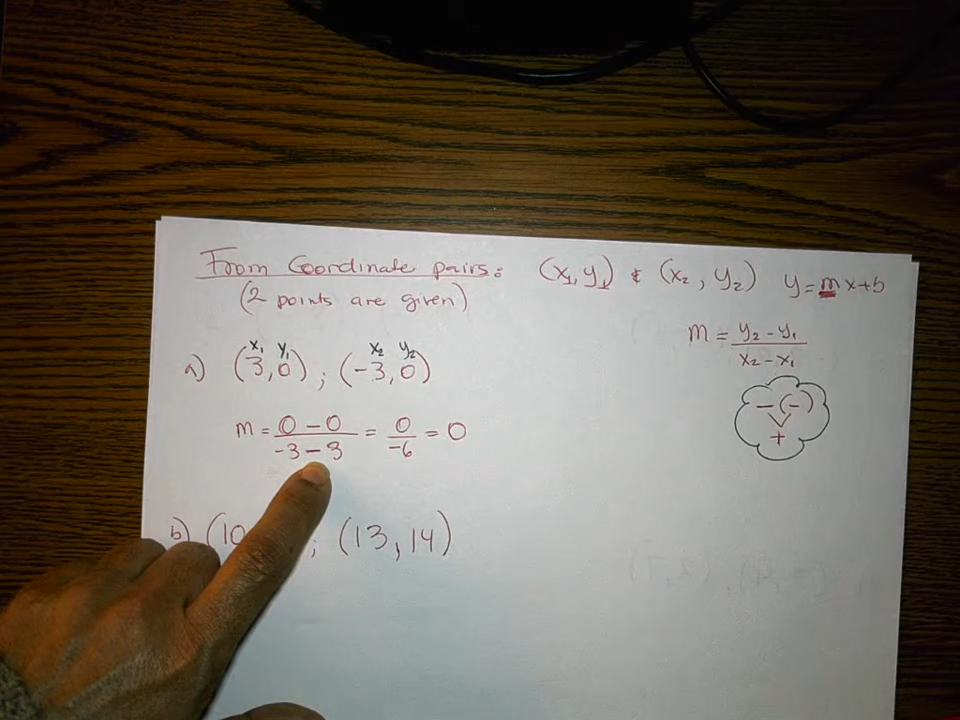 From Coordinate pairs: (x₁, y₁) & (x₂, y₂) y = mx+b
(2 points are given)
m = y₂ - y₁ / x₂ - x₁
x₁ y₁ x₂ y₂
a) (3, 0) ; (-3, 0)
- (-)
+
m = 0 - 0 / -3 - 3 = 0 / -6 = 0
b) (10 ; (13, 14)